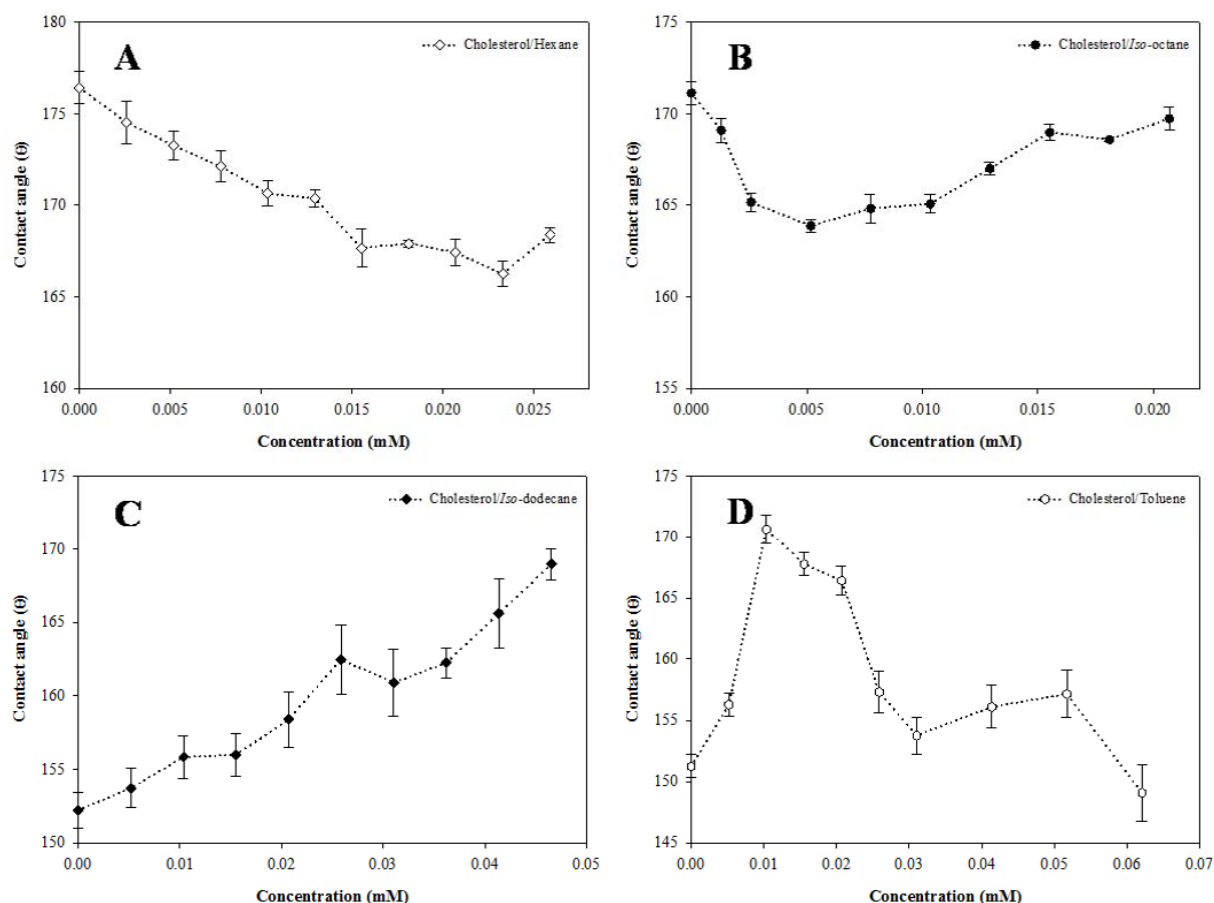 A
Cholesterol/Hexane
Contact angle (θ)
180
175
170
165
160
0.000 0.005 0.010 0.015 0.020 0.025
Concentration (mM)
B
Cholesterol/Iso-octane
Contact angle (θ)
175
170
165
160
155
0.000 0.005 0.010 0.015 0.020
Concentration (mM)
C
Cholesterol/Iso-dodecane
Contact angle (θ)
175
170
165
160
155
150
0.00 0.01 0.02 0.03 0.04 0.05
Concentration (mM)
D
Cholesterol/Toluene
Contact angle (θ)
175
170
165
160
155
150
145
0.00 0.01 0.02 0.03 0.04 0.05 0.06 0.07
Concentration (mM)